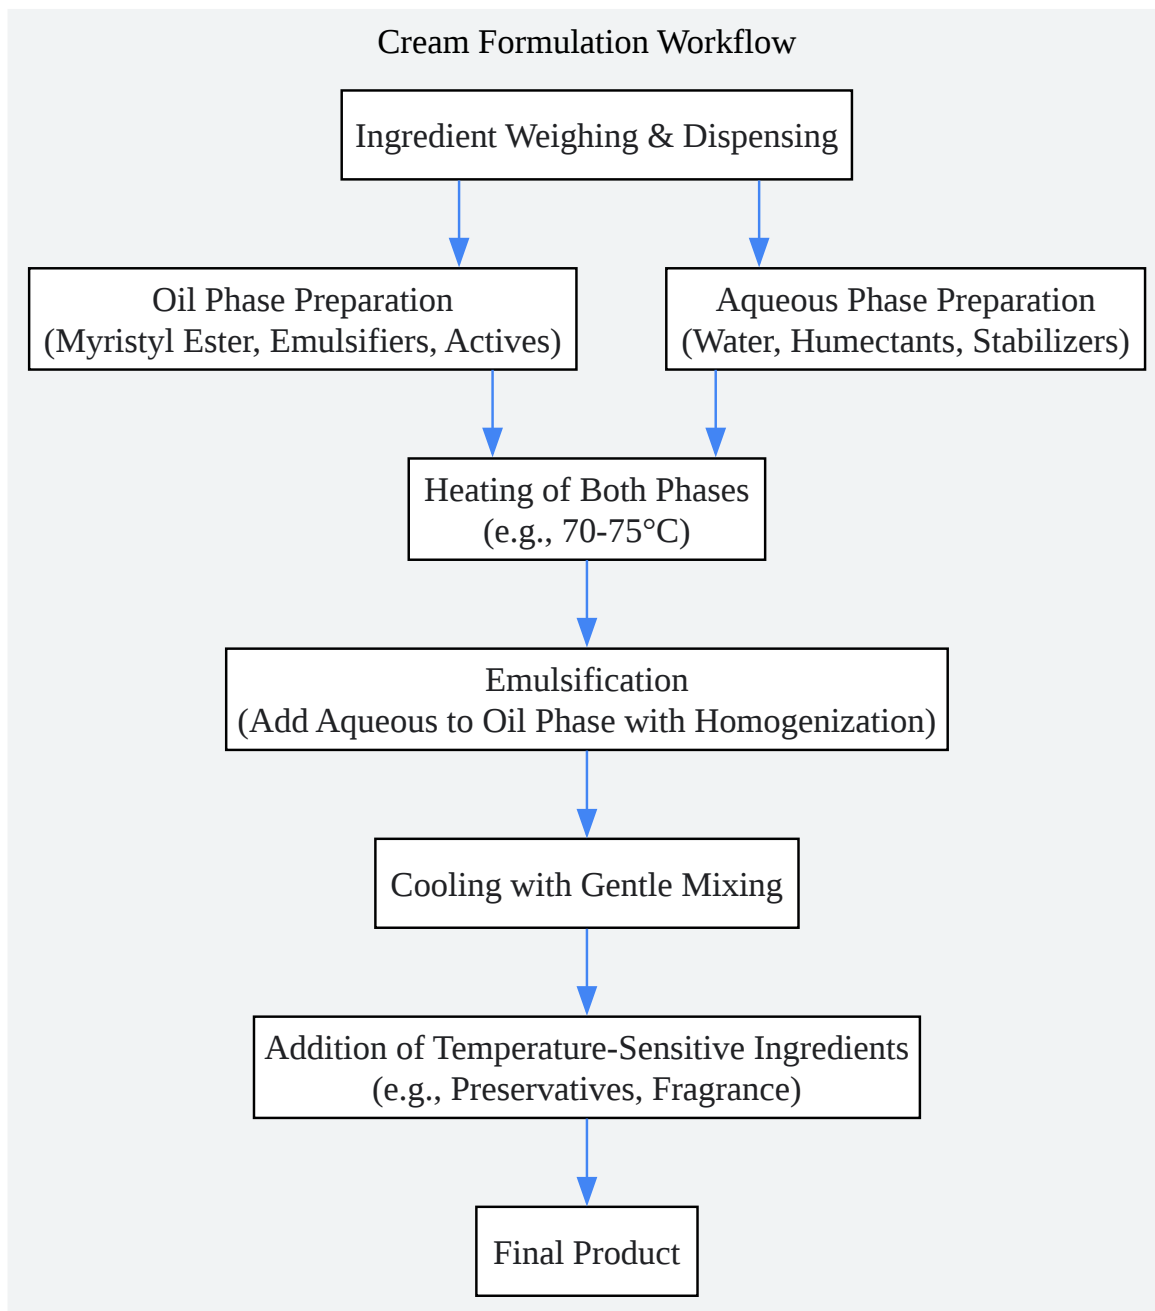 Cream Formulation Workflow
Ingredient Weighing & Dispensing
Oil Phase Preparation
(Myristyl Ester, Emulsifiers, Actives)
Aqueous Phase Preparation
(Water, Humectants, Stabilizers)
Heating of Both Phases
(e.g., 70-75°C)
Emulsification
(Add Aqueous to Oil Phase with Homogenization)
Cooling with Gentle Mixing
Addition of Temperature-Sensitive Ingredients
(e.g., Preservatives, Fragrance)
Final Product